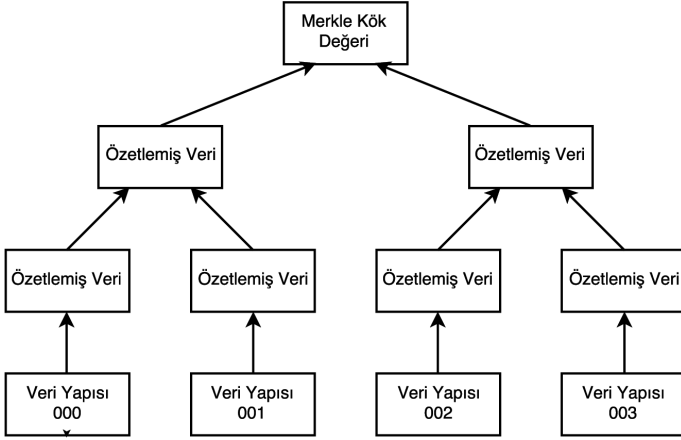 Merkle Kök
Değeri
Özetlemiş Veri
Özetlemiş Veri
Özetlemiş Veri
Özetlemiş Veri
Özetlemiş Veri
Özetlemiş Veri
Veri Yapısı
000
Veri Yapısı
001
Veri Yapısı
002
Veri Yapısı
003